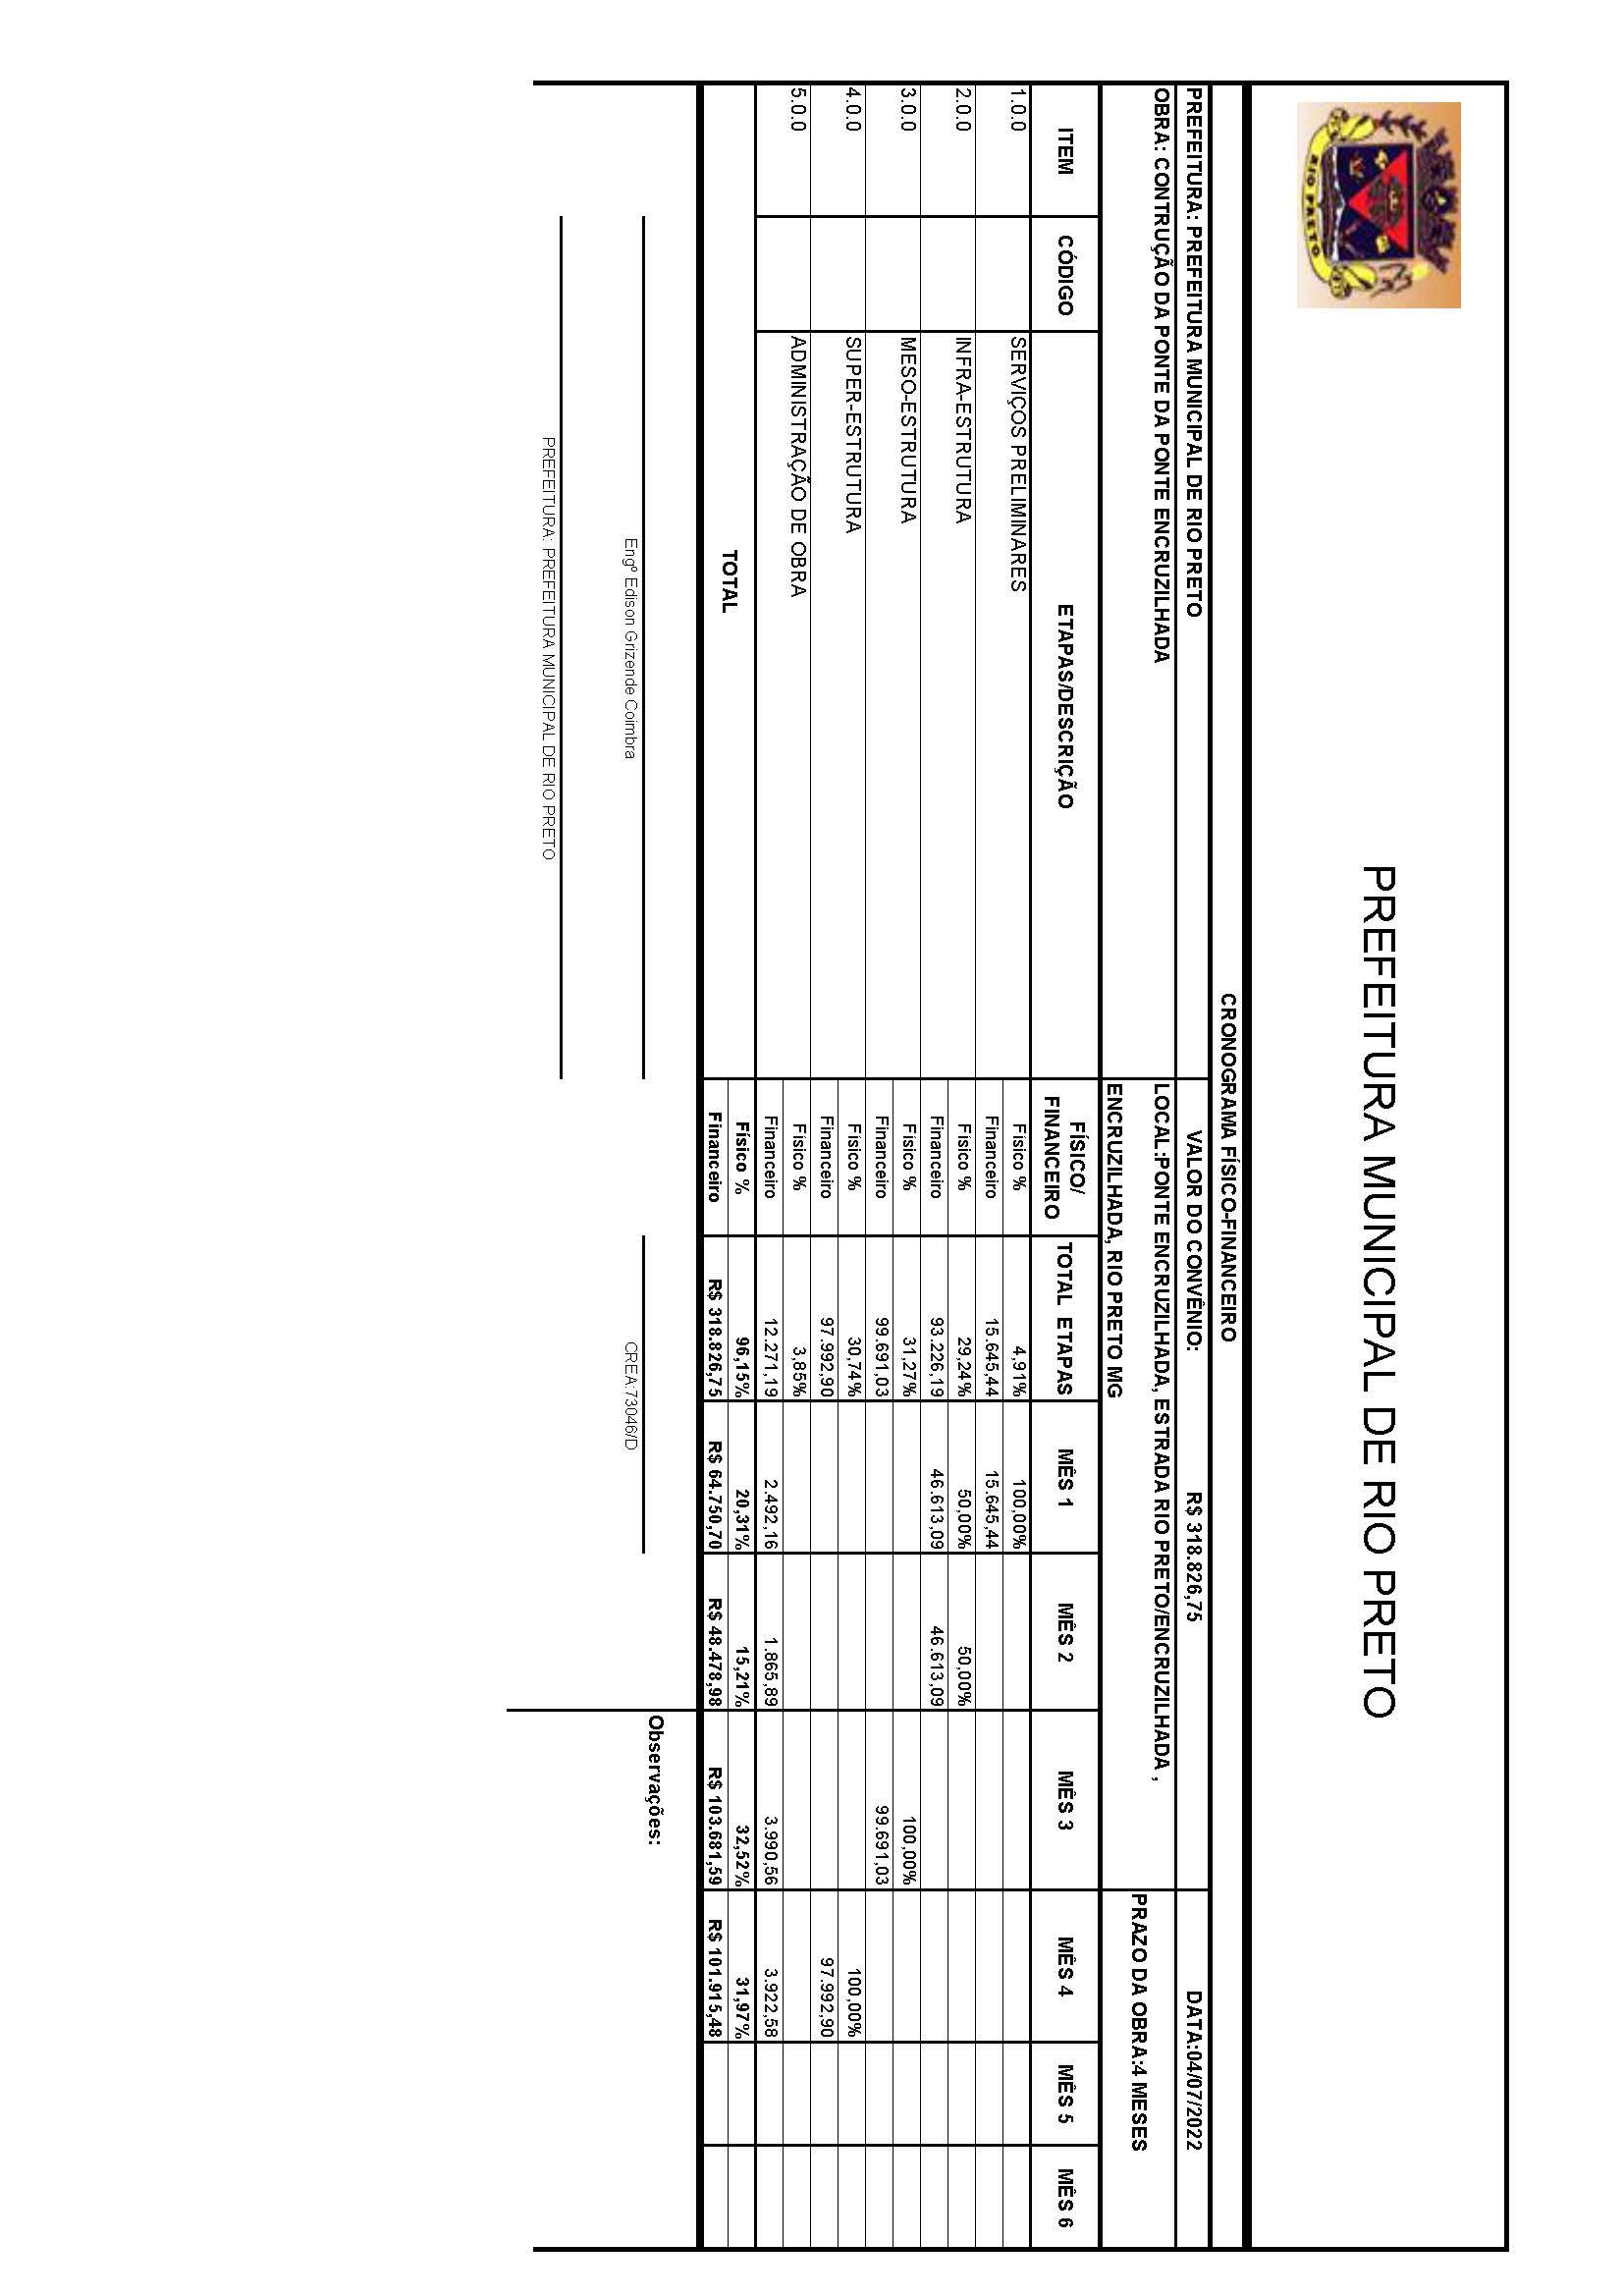 RIO PRETO
PREFEITURA MUNICIPAL DE RIO PRETO
CRONOGRAMA FÍSICO-FINANCEIRO
PREFEITURA: PREFEITURA MUNICIPAL DE RIO PRETO VALOR DO CONVÊNIO: R$ 318.826,75 DATA:04/07/2022
OBRA: CONTRUÇÃO DA PONTE DA PONTE ENCRUZILHADA LOCAL:PONTE ENCRUZILHADA, ESTRADA RIO PRETO/ENCRUZILHADA ,
ENCRUZILHADA, RIO PRETO MG PRAZO DA OBRA:4 MESES
ITEM CÓDIGO ETAPAS/DESCRIÇÃO FÍSICO/ FINANCEIRO TOTAL ETAPAS MÊS 1 MÊS 2 MÊS 3 MÊS 4 MÊS 5 MÊS 6
1.0.0 SERVIÇOS PRELIMINARES Físico % 4,91% 100,00%
Financeiro 15.645,44 15.645,44
2.0.0 INFRA-ESTRUTURA Físico % 29,24% 50,00% 50,00%
Financeiro 93.226,19 46.613,09 46.613,09
3.0.0 MESO-ESTRUTURA Físico % 31,27% 100,00%
Financeiro 99.691,03 99.691,03
4.0.0 SUPER-ESTRUTURA Físico % 30,74% 100,00%
Financeiro 97.992,90 97.992,90
5.0.0 ADMINISTRAÇÃO DE OBRA Físico % 3,85%
Financeiro 12.271,19 2.492,16 1.865,89 3.990,56 3.922,58
TOTAL Físico % 96,15% 20,31% 15,21% 32,52% 31,97%
Financeiro R$ 318.826,75 R$ 64.750,70 R$ 48.478,98 R$ 103.681,59 R$ 101.915,48
Observações:
Engº Edison Grizende Coimbra CREA:73046/D
PREFEITURA: PREFEITURA MUNICIPAL DE RIO PRETO